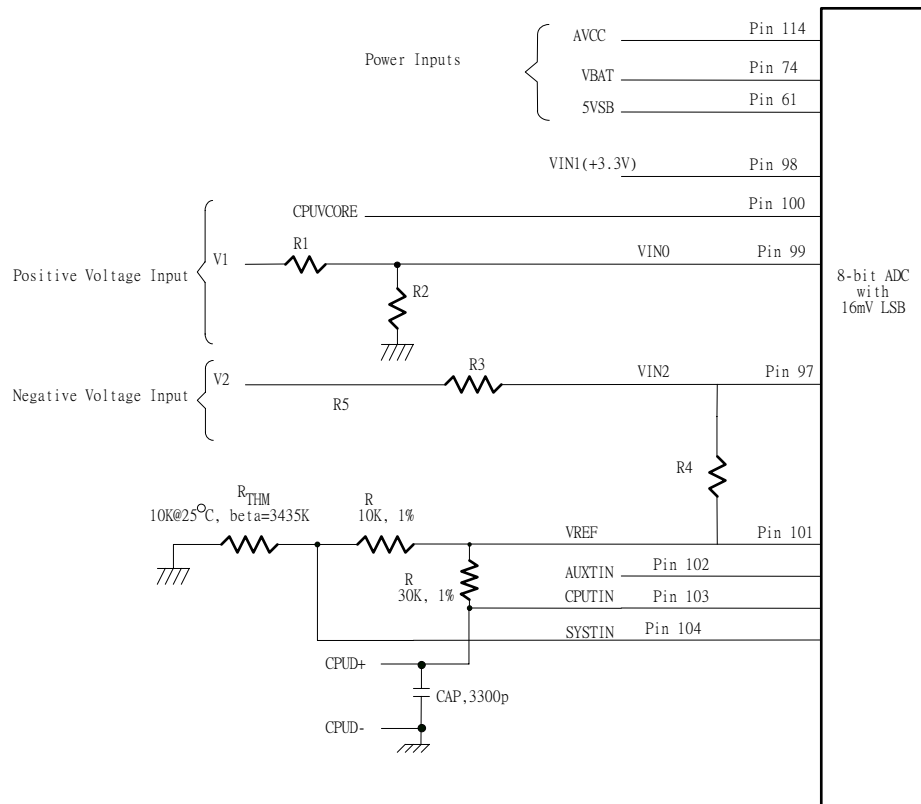 Power Inputs
AVCC
Pin 114
VBAT
Pin 74
5VSB
Pin 61
VIN1(+3.3V)
Pin 98
CPUVCORE
Pin 100
Positive Voltage Input
V1
R1
VIN0
Pin 99
R2
8-bit ADC
with
16mV LSB
Negative Voltage Input
V2
R3
VIN2
Pin 97
R5
R4
RTHM
10K@25°C, beta=3435K
R
10K, 1%
VREF
Pin 101
R
30K, 1%
AUXTIN
Pin 102
CPUTIN
Pin 103
SYSTIN
Pin 104
CPUD+
CAP,3300p
CPUD-